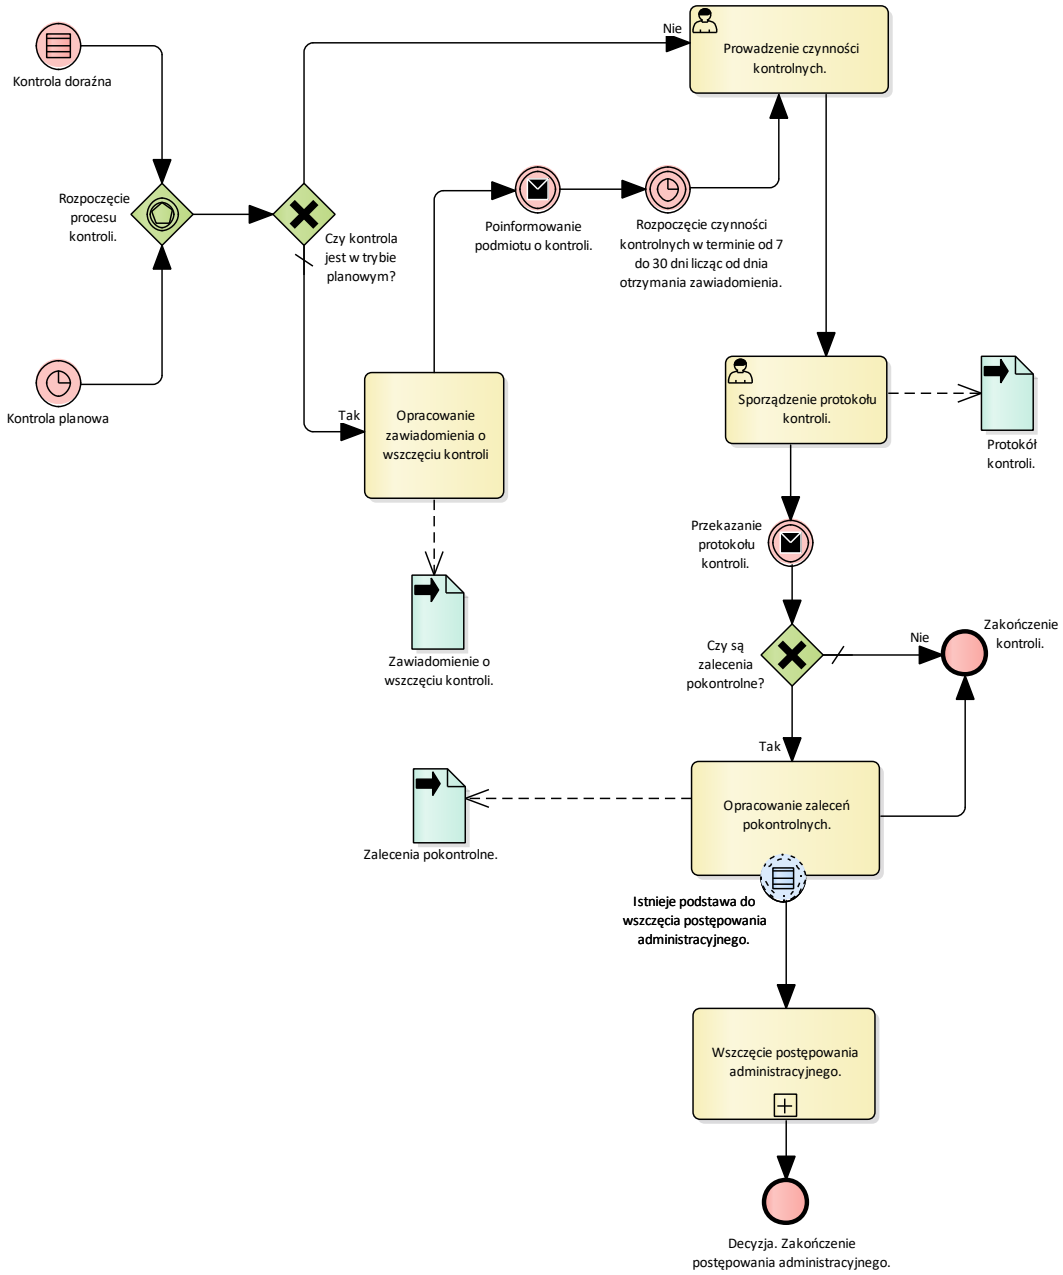 Kontrola doraźna
Nie
Prowadzenie czynności
kontrolnych.
Rozpoczęcie
procesu
kontroli.
Czy kontrola
jest w trybie
planowym?
Poinformowanie
podmiotu o kontroli.
Rozpoczęcie czynności
kontrolnych w terminie od 7
do 30 dni licząc od dnia
otrzymania zawiadomienia.
Kontrola planowa
Tak
Opracowanie
zawiadomienia o
wszczęciu kontroli
Sporządzenie protokołu
kontroli.
Protokół
kontroli.
Przekazanie
protokołu
kontroli.
Zawiadomienie o
wszczęciu kontroli.
Czy są
zalecenia
pokontrolne?
Nie
Zakończenie
kontroli.
Tak
Opracowanie zaleceń
pokontrolnych.
Zalecenia pokontrolne.
Istnieje podstawa do
wszczęcia postępowania
administracyjnego.
Wszczęcie postępowania
administracyjnego.
Decyzja. Zakończenie
postępowania administracyjnego.